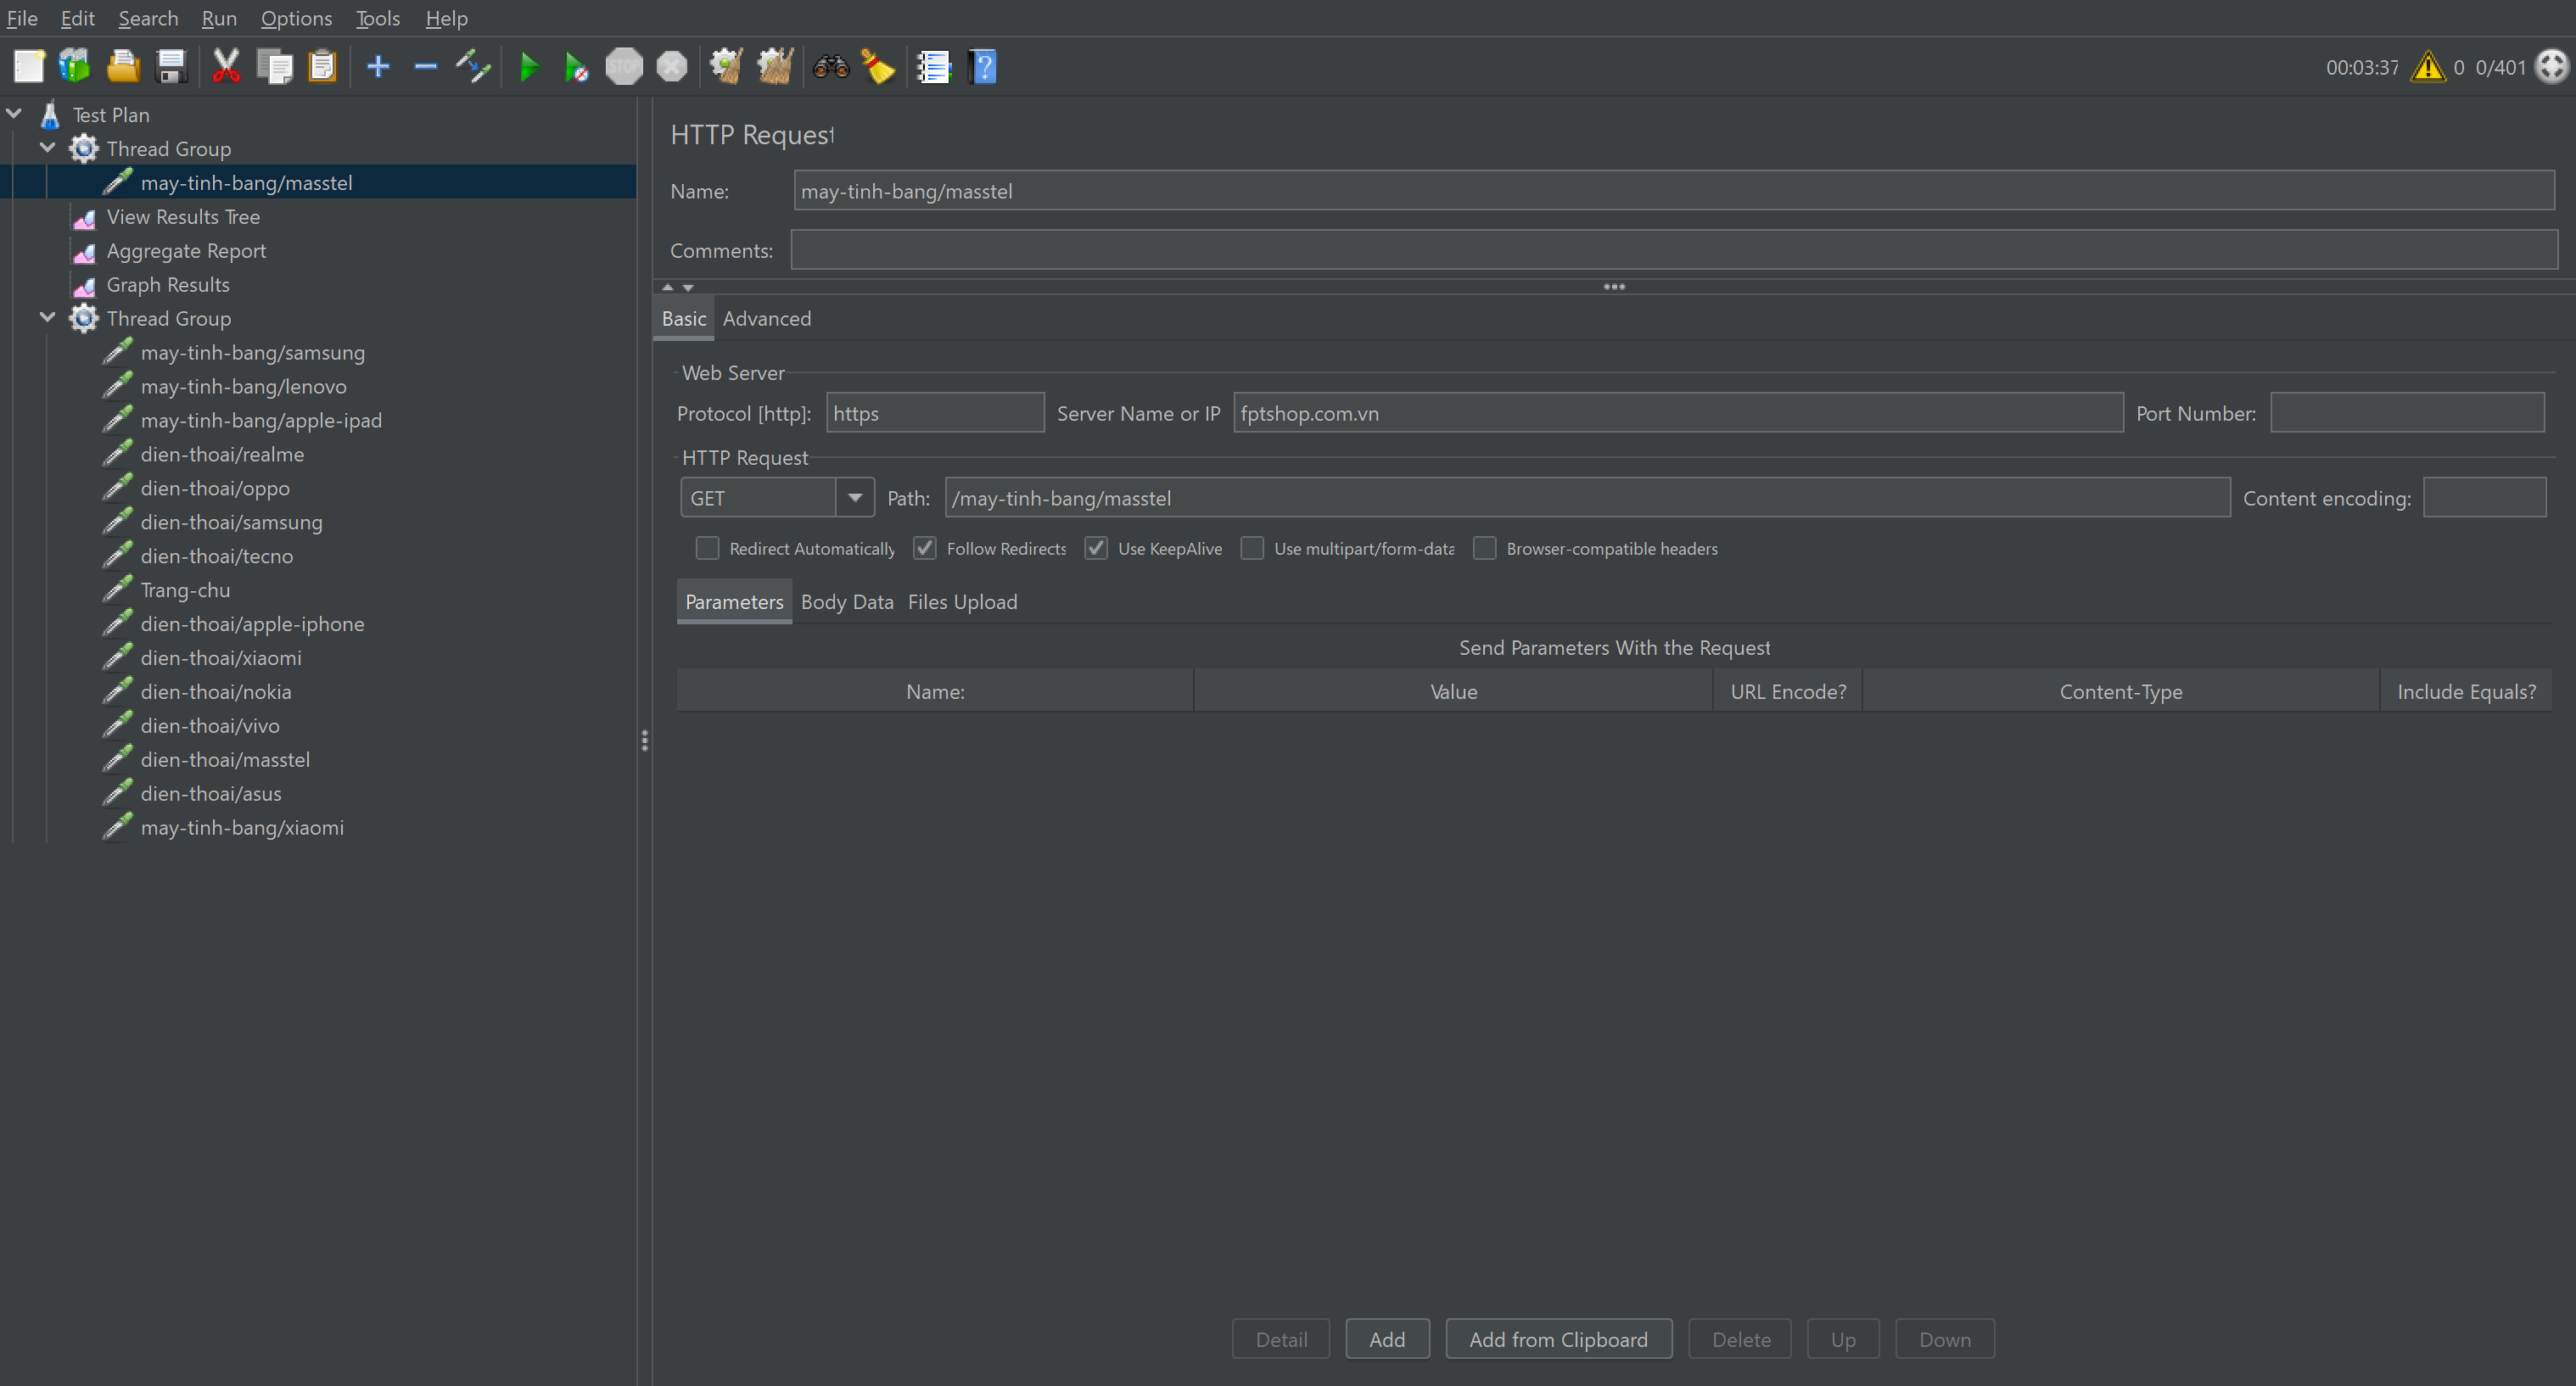 File Edit Search Run Options Tools Help
STOP
00:03:37 0 0/401
Test Plan
Thread Group
may-tinh-bang/masstel
View Results Tree
Aggregate Report
Graph Results
Thread Group
may-tinh-bang/samsung
may-tinh-bang/lenovo
may-tinh-bang/apple-ipad
dien-thoai/realme
dien-thoai/oppo
dien-thoai/samsung
dien-thoai/tecno
Trang-chu
dien-thoai/apple-iphone
dien-thoai/xiaomi
dien-thoai/nokia
dien-thoai/vivo
dien-thoai/masstel
dien-thoai/asus
may-tinh-bang/xiaomi
HTTP Request
Name: may-tinh-bang/masstel
Comments:
Basic Advanced
Web Server
Protocol [http]: https Server Name or IP fptshop.com.vn Port Number:
HTTP Request
GET Path: /may-tinh-bang/masstel Content encoding:
Redirect Automatically Follow Redirects Use KeepAlive Use multipart/form-data Browser-compatible headers
Parameters Body Data Files Upload
Send Parameters With the Request
Name: Value URL Encode? Content-Type Include Equals?
Detail Add Add from Clipboard Delete Up Down